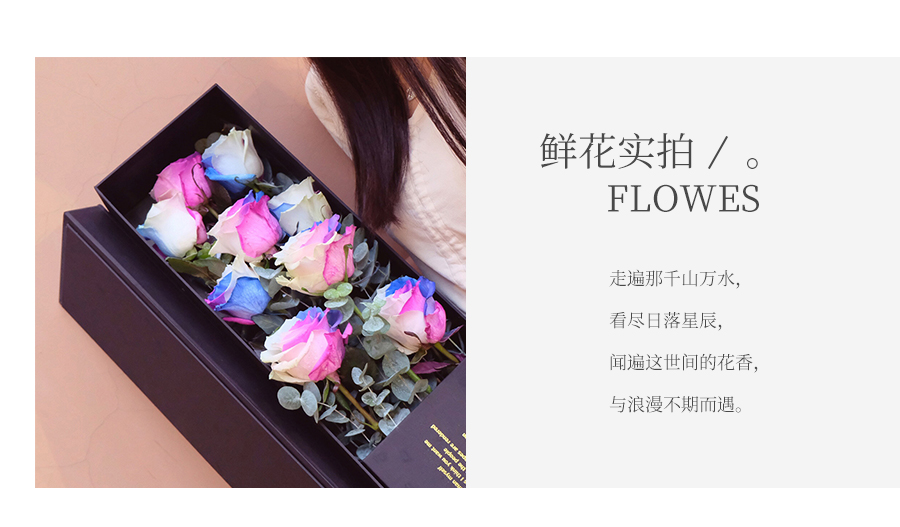 鲜花实拍 / 。
FLOWES
走遍那千山万水，
看尽日落星辰，
闻遍这世间的花香，
与浪漫不期而遇。